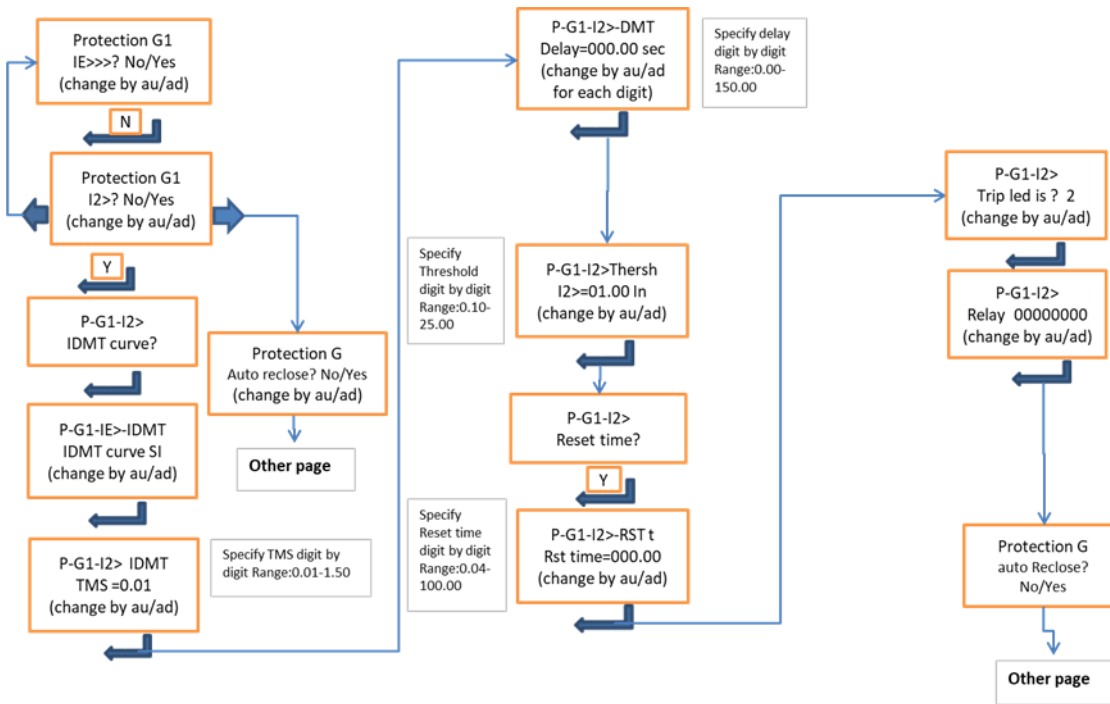 Protection G1
IE>>>? No/Yes
(change by au/ad)
N
Protection G1
I2>? No/Yes
(change by au/ad)
Y
P-G1-I2>
IDMT curve?
P-G1-IE>-IDMT
IDMT curve SI
(change by au/ad)
P-G1-I2> IDMT
TMS =0.01
(change by au/ad)
Specify TMS digit by
digit Range:0.01-1.50
Protection G
Auto reclose? No/Yes
(change by au/ad)
Other page
P-G1-I2>-DMT
Delay=000.00 sec
(change by au/ad
for each digit)
Specify delay
digit by digit
Range:0.00-
150.00
Specify
Threshold
digit by digit
Range:0.10-
25.00
P-G1-I2>Thersh
I2>=01.00 In
(change by au/ad)
P-G1-I2>
Reset time?
Y
Specify
Reset time
digit by digit
Range:0.04-
100.00
P-G1-I2>-RST t
Rst time=000.00
(change by au/ad)
P-G1-I2>
Trip led is ? 2
(change by au/ad)
P-G1-I2>
Relay 00000000
(change by au/ad)
Protection G
auto Reclose?
No/Yes
Other page